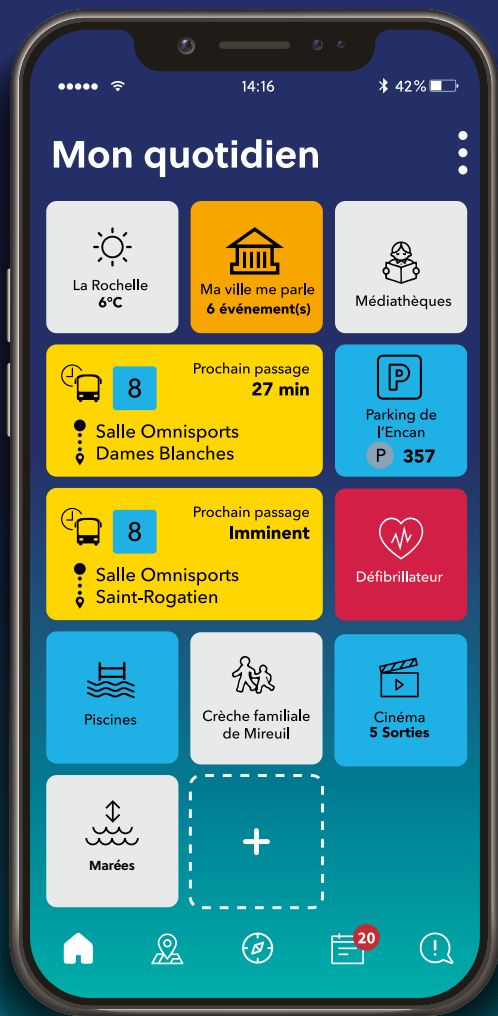 14:16
42%
Mon quotidien
La Rochelle
6°C
Ma ville me parle
6 événement(s)
Médiathèques
8
Prochain passage
27 min
Salle Omnisports
Dames Blanches
P
Parking de
l'Encan
P 357
8
Prochain passage
Imminent
Salle Omnisports
Saint-Rogatien
Défibrillateur
Piscines
Crèche familiale
de Mireuil
Cinéma
5 Sorties
Marées
+
20